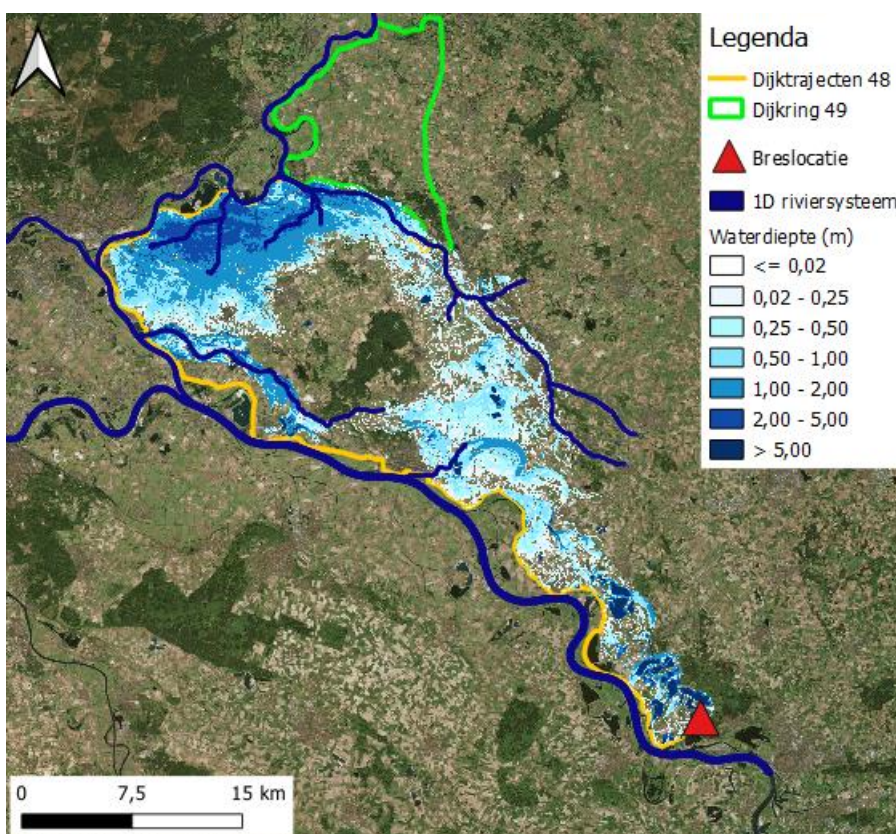 Legenda
Dijktrajecten 48
Dijkring 49
Breslocatie
1D riviersysteem
Waterdiepte (m)
<= 0,02
0,02 - 0,25
0,25 - 0,50
0,50 - 1,00
1,00 - 2,00
2,00 - 5,00
> 5,00
0 7,5 15 km